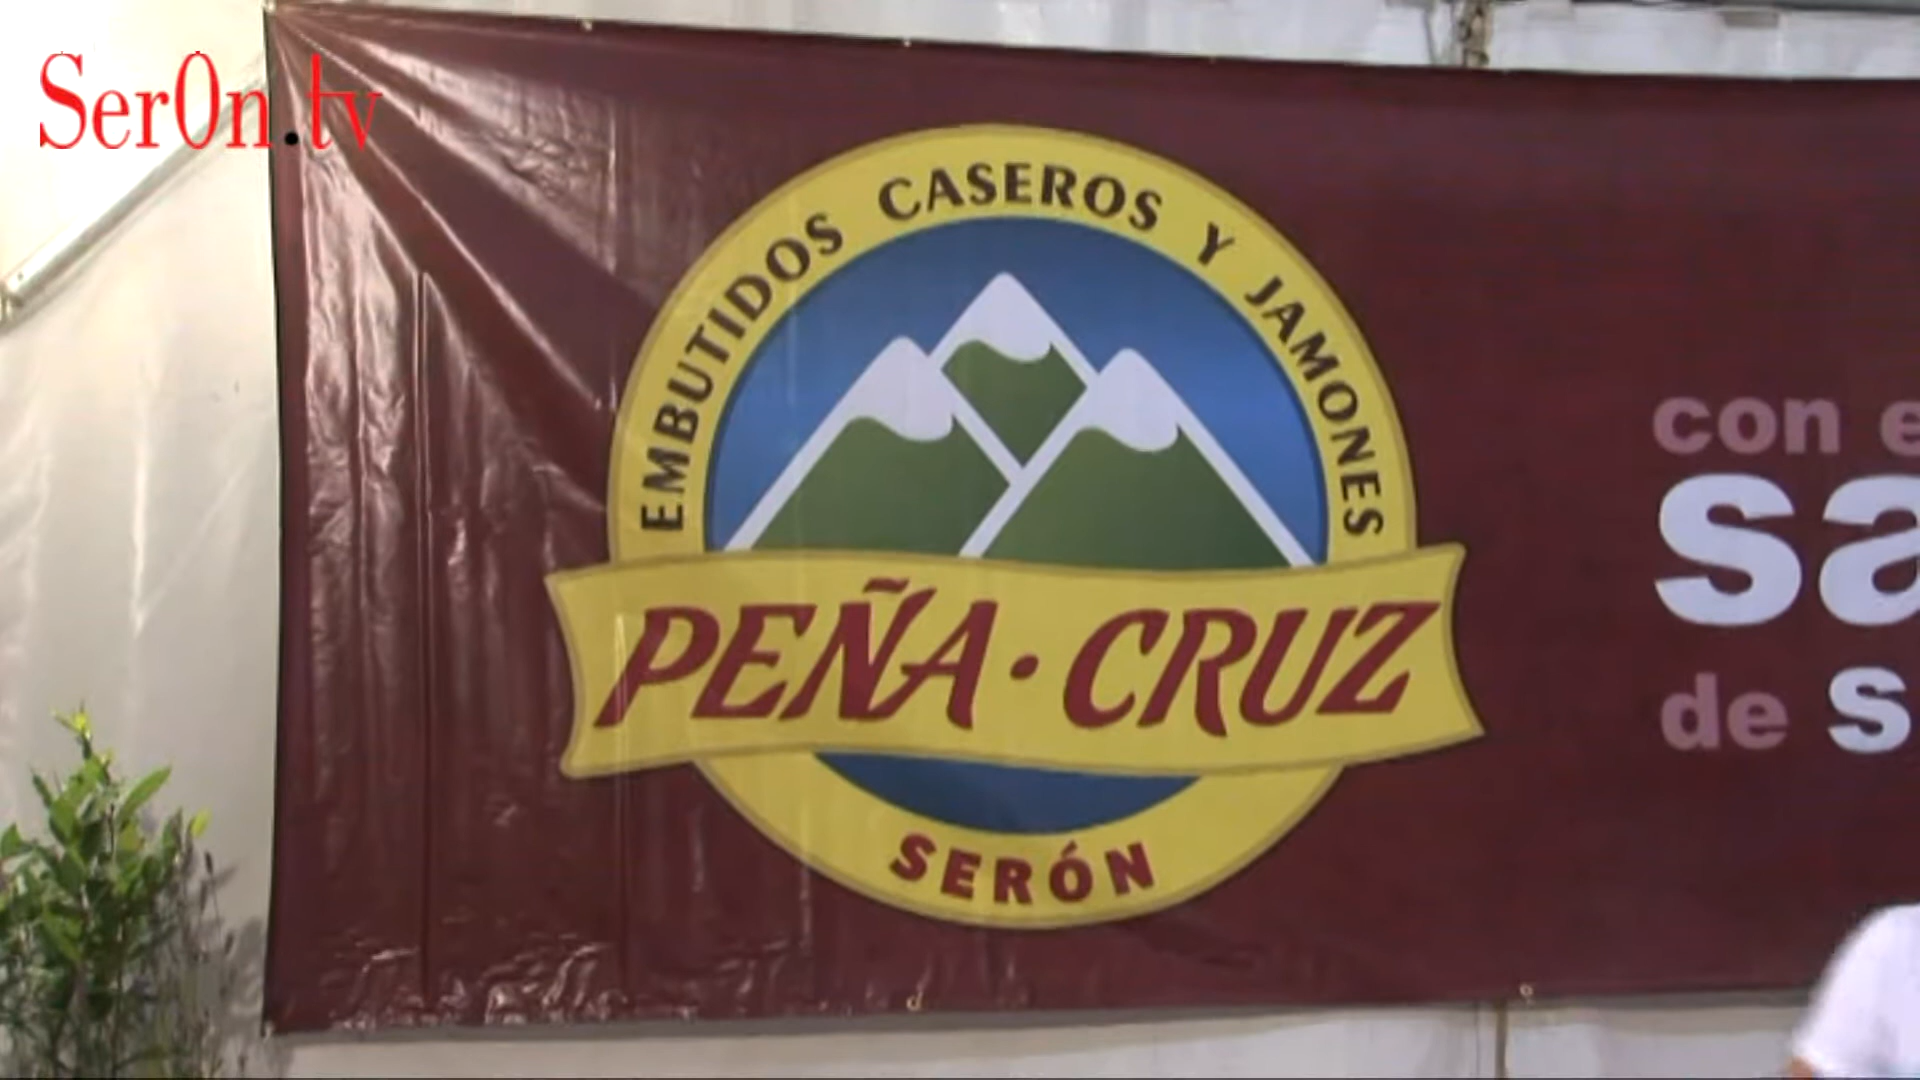 Ser0n.tv
EMBUTIDOS CASEROS Y JAMONES
PEÑA·CRUZ
SERÓN
con
de